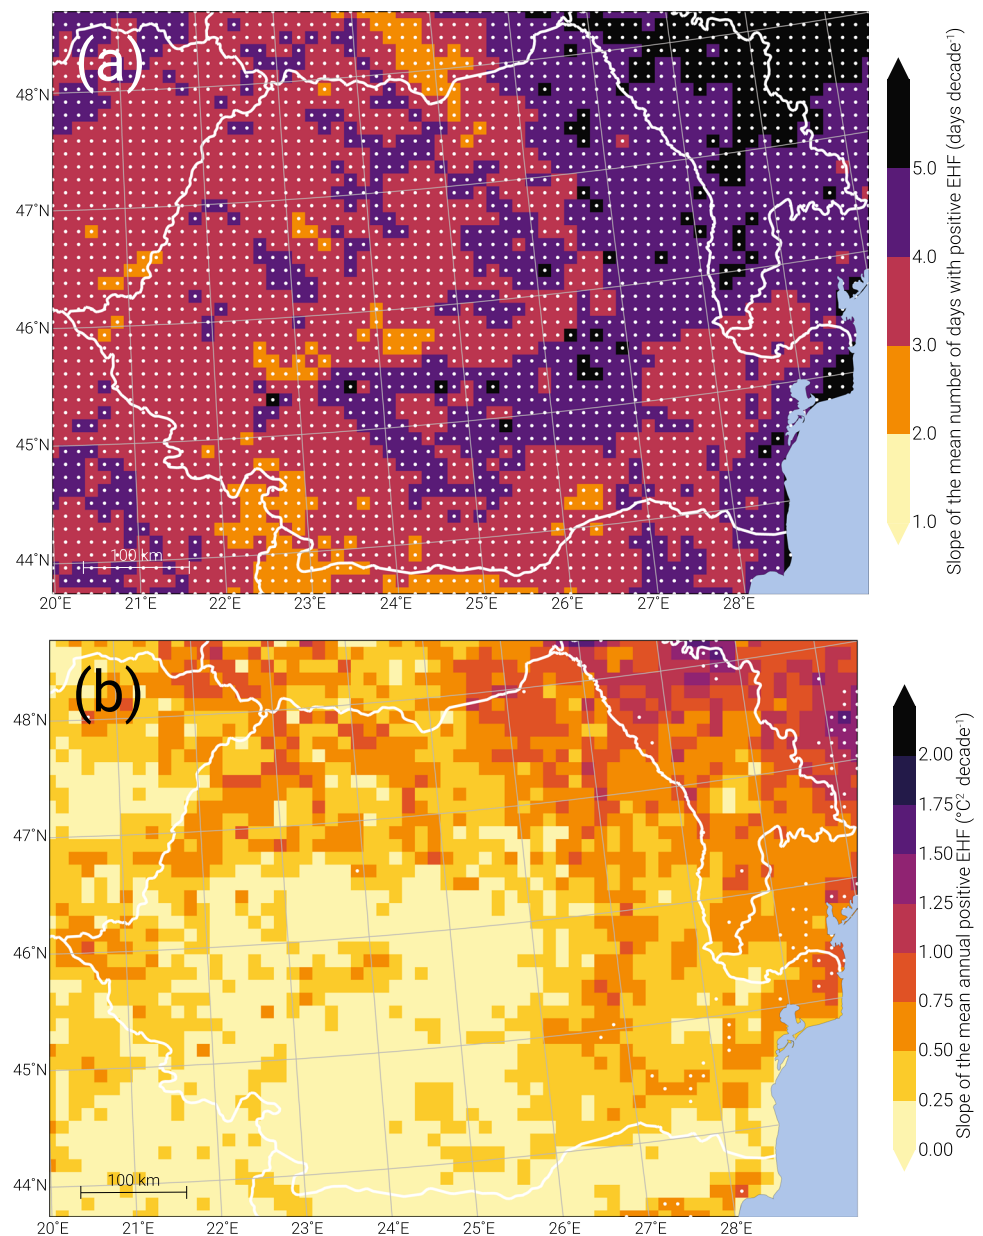 (a)
48°N
47°N
46°N
45°N
44°N
100 km
20°E 21°E 22°E 23°E 24°E 25°E 26°E 27°E 28°E
5.0
4.0
3.0
2.0
1.0
Slope of the mean number of days with positive EHF (days decade⁻¹)
(b)
48°N
47°N
46°N
45°N
44°N
100 km
20°E 21°E 22°E 23°E 24°E 25°E 26°E 27°E 28°E
2.00
1.75
1.50
1.25
1.00
0.75
0.50
0.25
0.00
Slope of the mean annual positive EHF (°C² decade⁻¹)